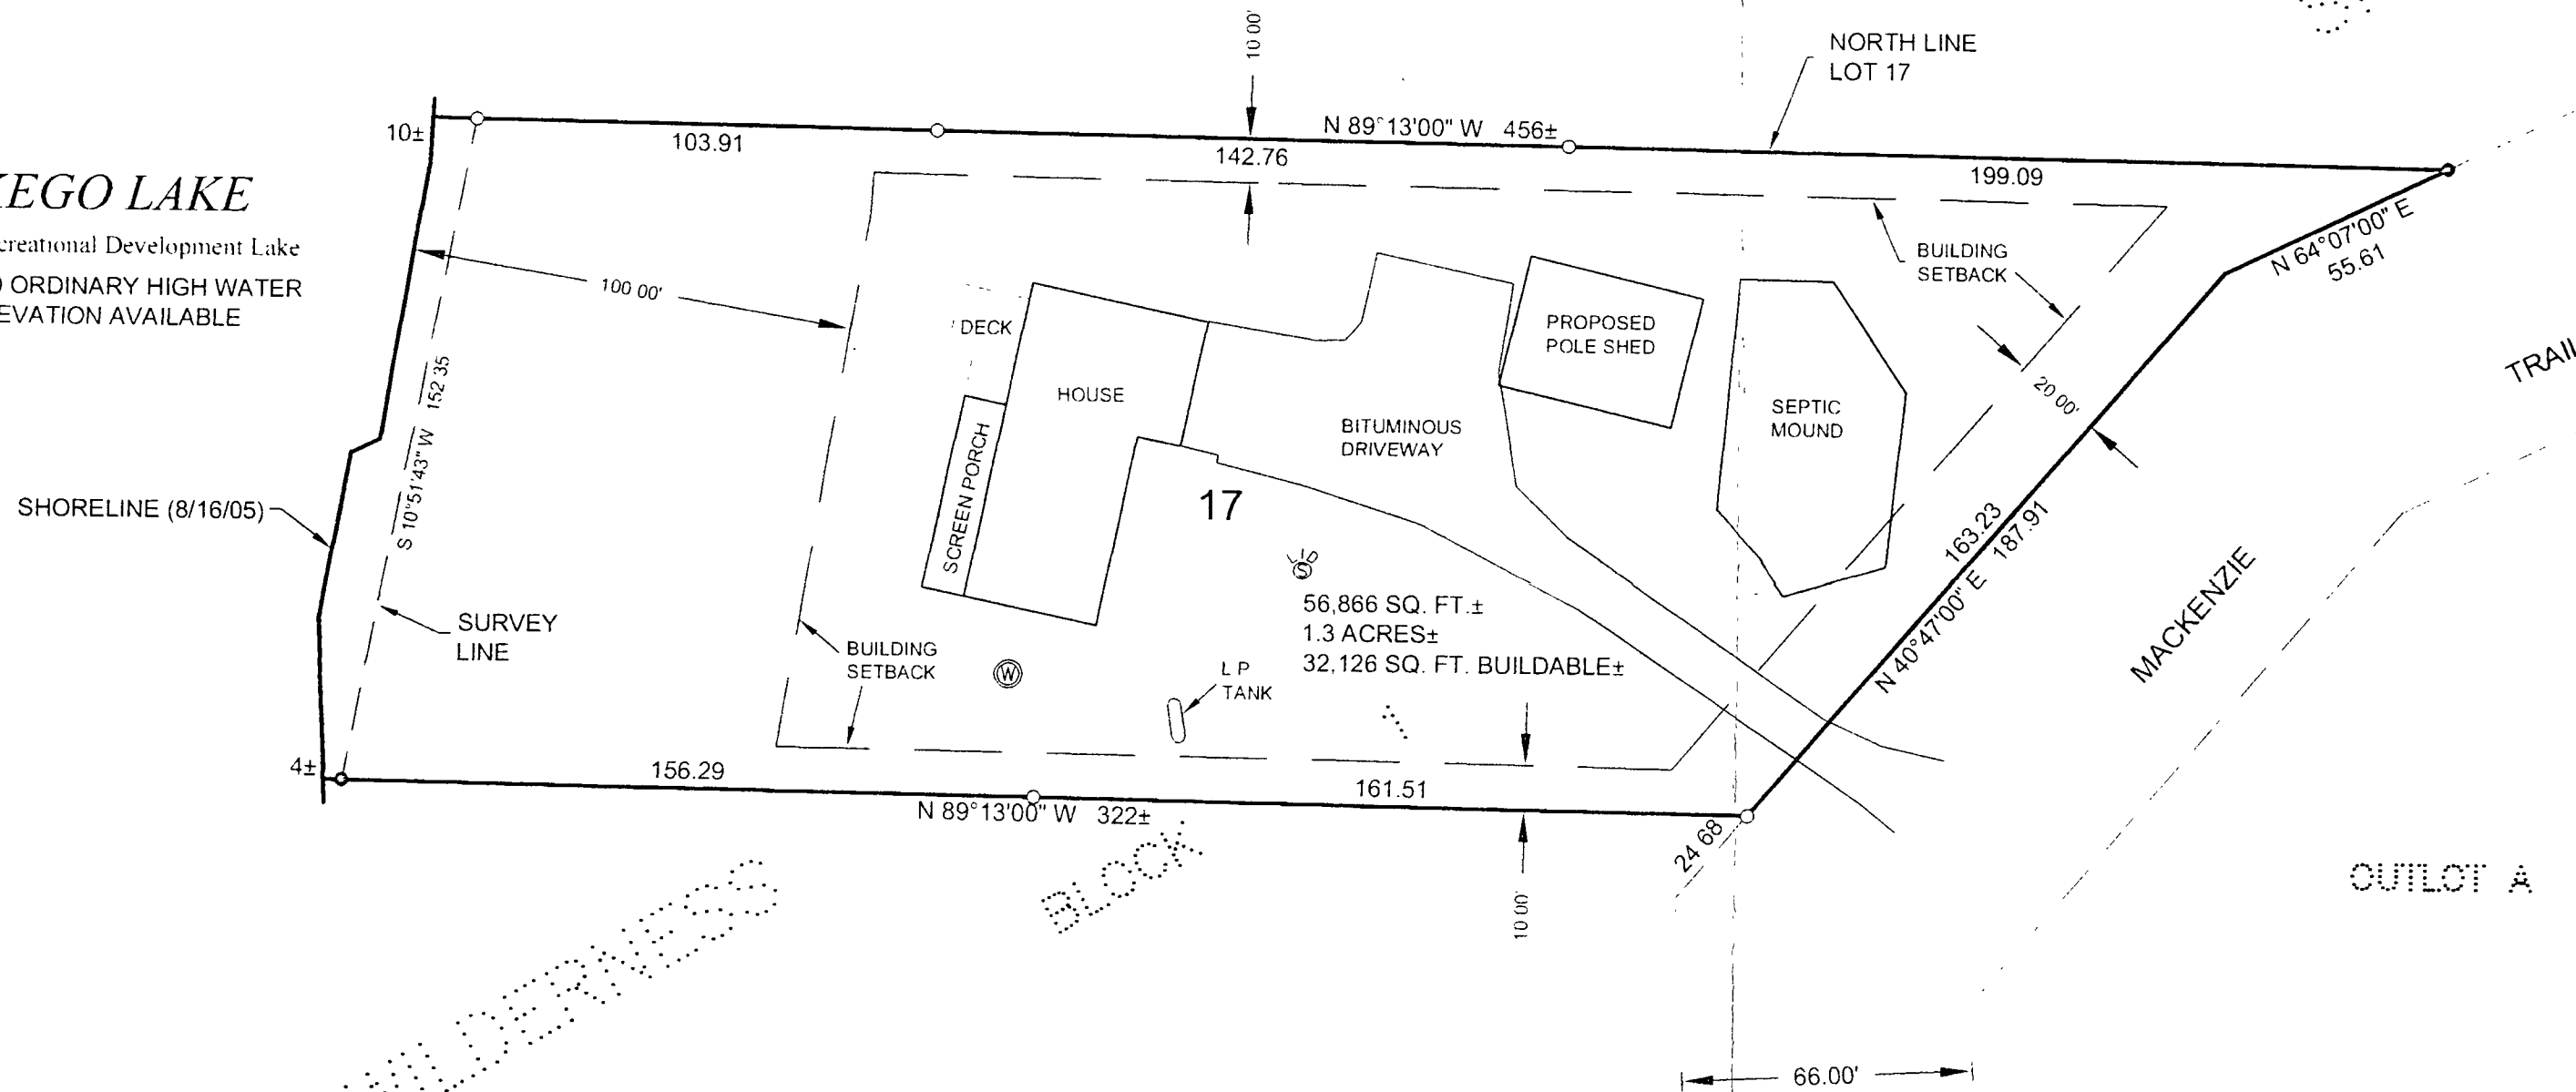 10 00'
NORTH LINE
LOT 17
10±
103.91
142.76
N 89°13'00" W 456±
199.09
KEGO LAKE
creational Development Lake
ORDINARY HIGH WATER
EVATION AVAILABLE
100 00'
N 64°07'00" E
55.61
BUILDING
SETBACK
DECK
HOUSE
PROPOSED
POLE SHED
SEPTIC
MOUND
20 00'
TRAIL
S 10°51'43" W 152 35
SCREEN PORCH
BITUMINOUS
DRIVEWAY
17
SHORELINE (8/16/05)
LID
S
163.23
N 40°47'00" E 187.91
MACKENZIE
56,866 SQ. FT.±
1.3 ACRES±
32,126 SQ. FT. BUILDABLE±
SURVEY
LINE
BUILDING
SETBACK
W
L P
TANK
4±
156.29
161.51
N 89°13'00" W 322±
24 68
BLOCK
10 00'
OUTLOT A
WILDERNESS
66.00'